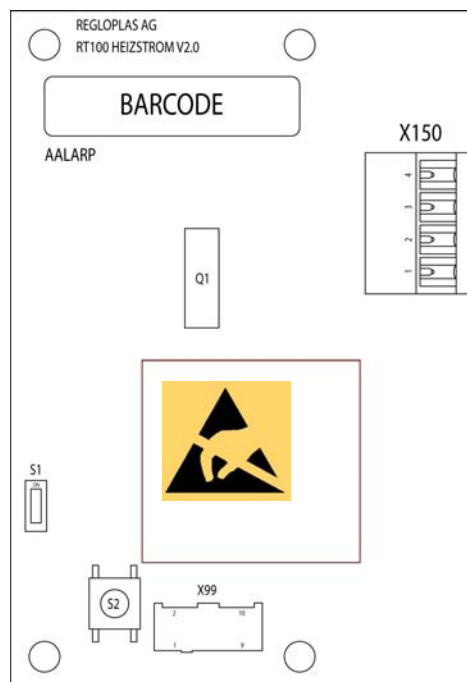 REGLOPLAS AG
RT100 HEIZSTROM V2.0
BARCODE
AALARP
X150
4
3
2
1
Q1
S1
ON
S2
X99
2 10
1 9